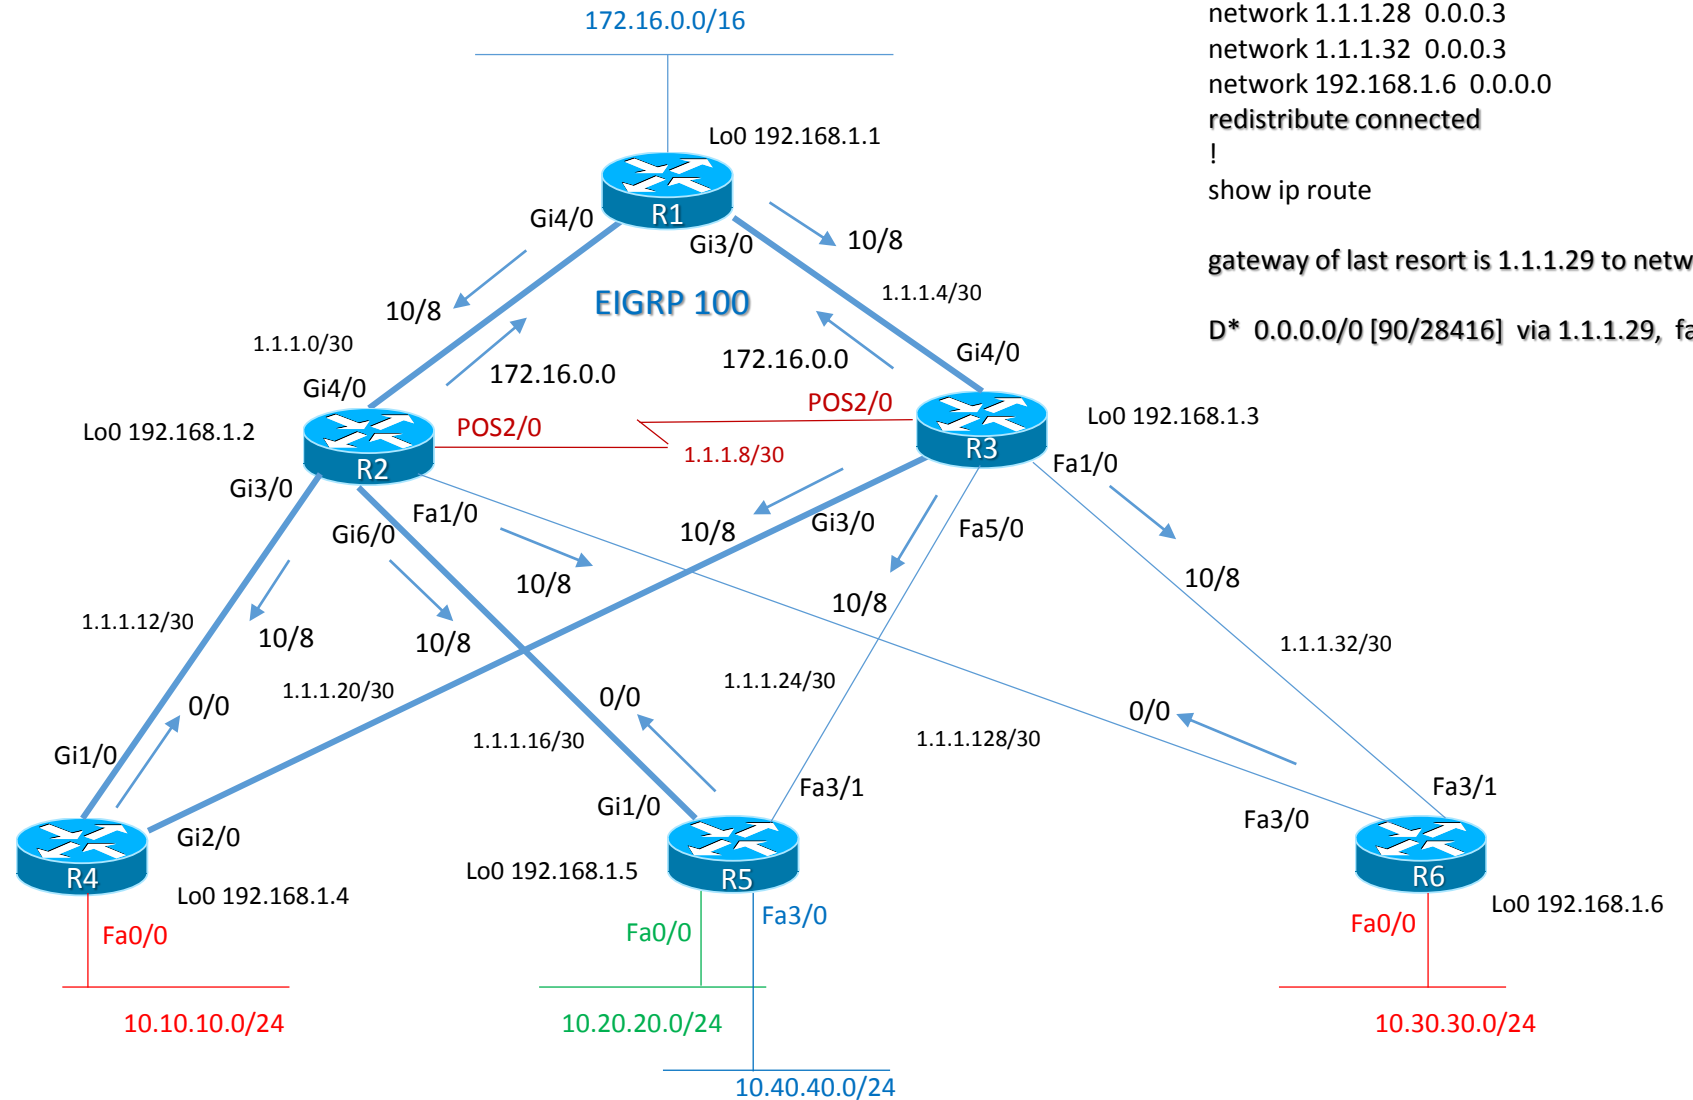 172.16.0.0/16
network 1.1.1.28 0.0.0.3
network 1.1.1.32 0.0.0.3
network 192.168.1.6 0.0.0.0
redistribute connected
!
show ip route
gateway of last resort is 1.1.1.29 to netw
D* 0.0.0.0/0 [90/28416] via 1.1.1.29, fa
Lo0 192.168.1.1
R1
Gi4/0
Gi3/0
10/8
10/8
EIGRP 100
1.1.1.4/30
1.1.1.0/30
172.16.0.0
172.16.0.0
Gi4/0
Gi4/0
Lo0 192.168.1.2
POS2/0
POS2/0
1.1.1.8/30
Lo0 192.168.1.3
R2
R3
Gi3/0
Gi6/0
Fa1/0
Gi3/0
Fa5/0
Fa1/0
10/8
10/8
10/8
10/8
10/8
10/8
1.1.1.12/30
1.1.1.20/30
1.1.1.24/30
1.1.1.32/30
0/0
0/0
0/0
1.1.1.16/30
1.1.1.128/30
Gi1/0
Gi2/0
Gi1/0
Fa3/1
Fa3/0
Fa3/1
R4
Lo0 192.168.1.4
Lo0 192.168.1.5
R5
R6
Lo0 192.168.1.6
Fa0/0
Fa0/0
Fa3/0
Fa0/0
10.10.10.0/24
10.20.20.0/24
10.30.30.0/24
10.40.40.0/24